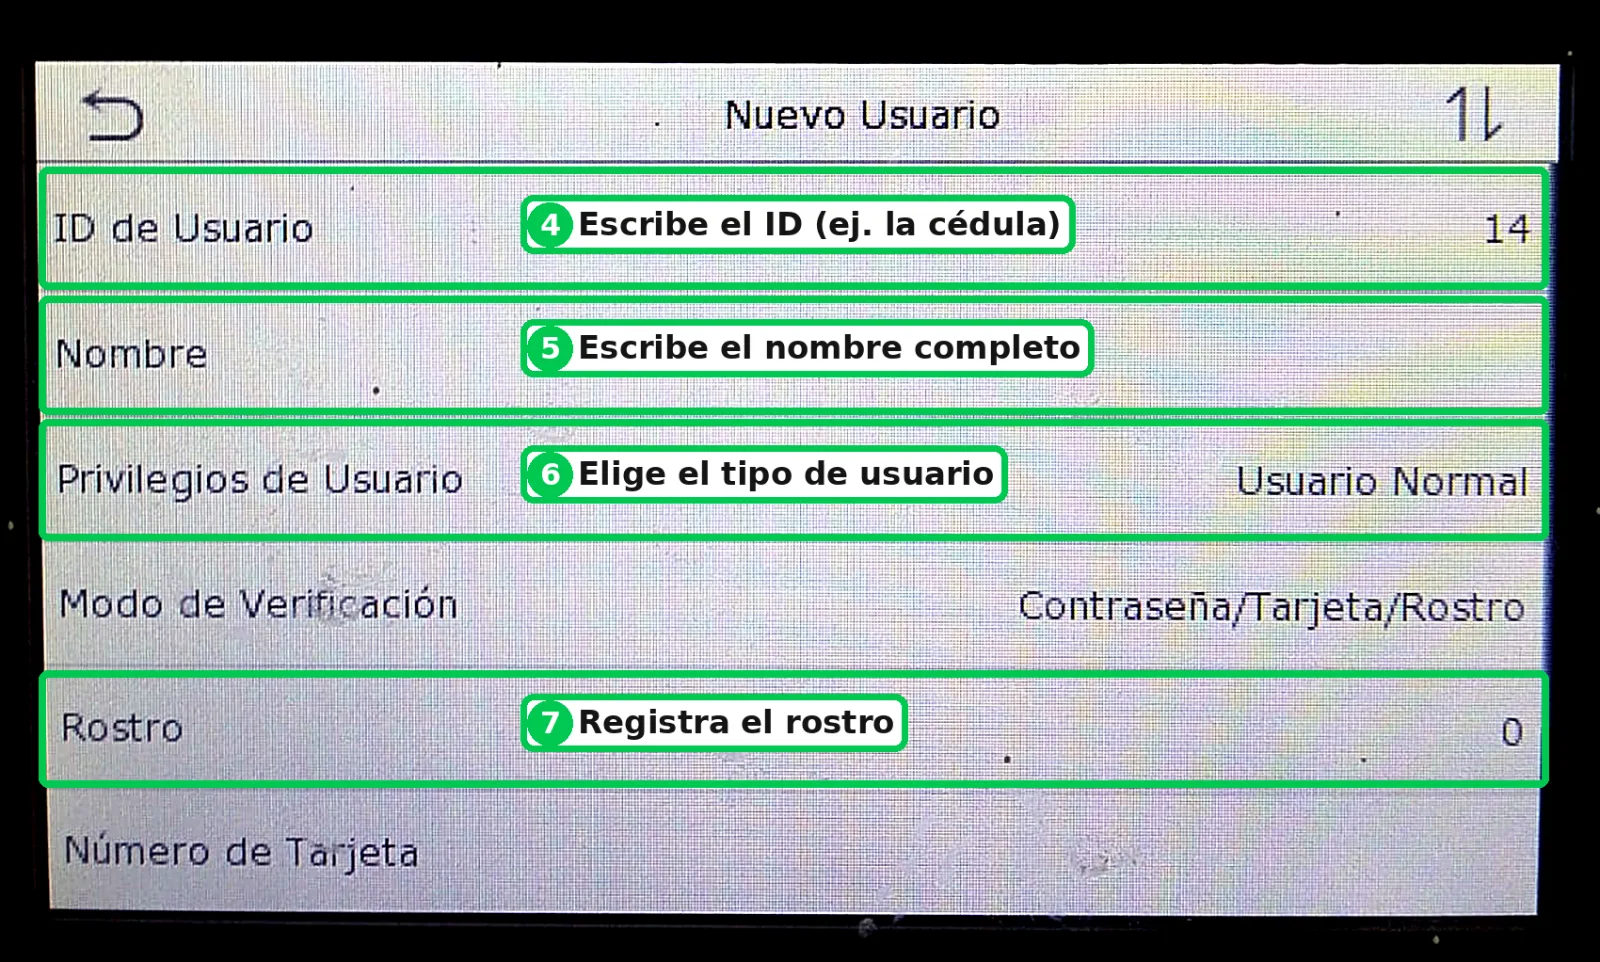 Nuevo Usuario
ID de Usuario 4 Escribe el ID (ej. la cédula) 14
Nombre 5 Escribe el nombre completo
Privilegios de Usuario 6 Elige el tipo de usuario Usuario Normal
Modo de Verificación Contraseña/Tarjeta/Rostro
Rostro 7 Registra el rostro 0
Número de Tarjeta